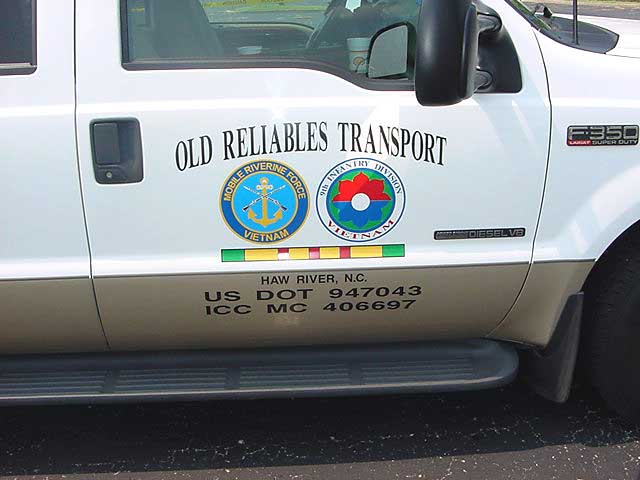 OLD RELIABLES TRANSPORT
MOBILE RIVERINE FORCE
VIETNAM
9th INFANTRY DIVISION
VIETNAM
HAW RIVER, N.C.
US DOT 947043
ICC MC 406697
F350
LARIAT SUPER DUTY
DIESEL V8